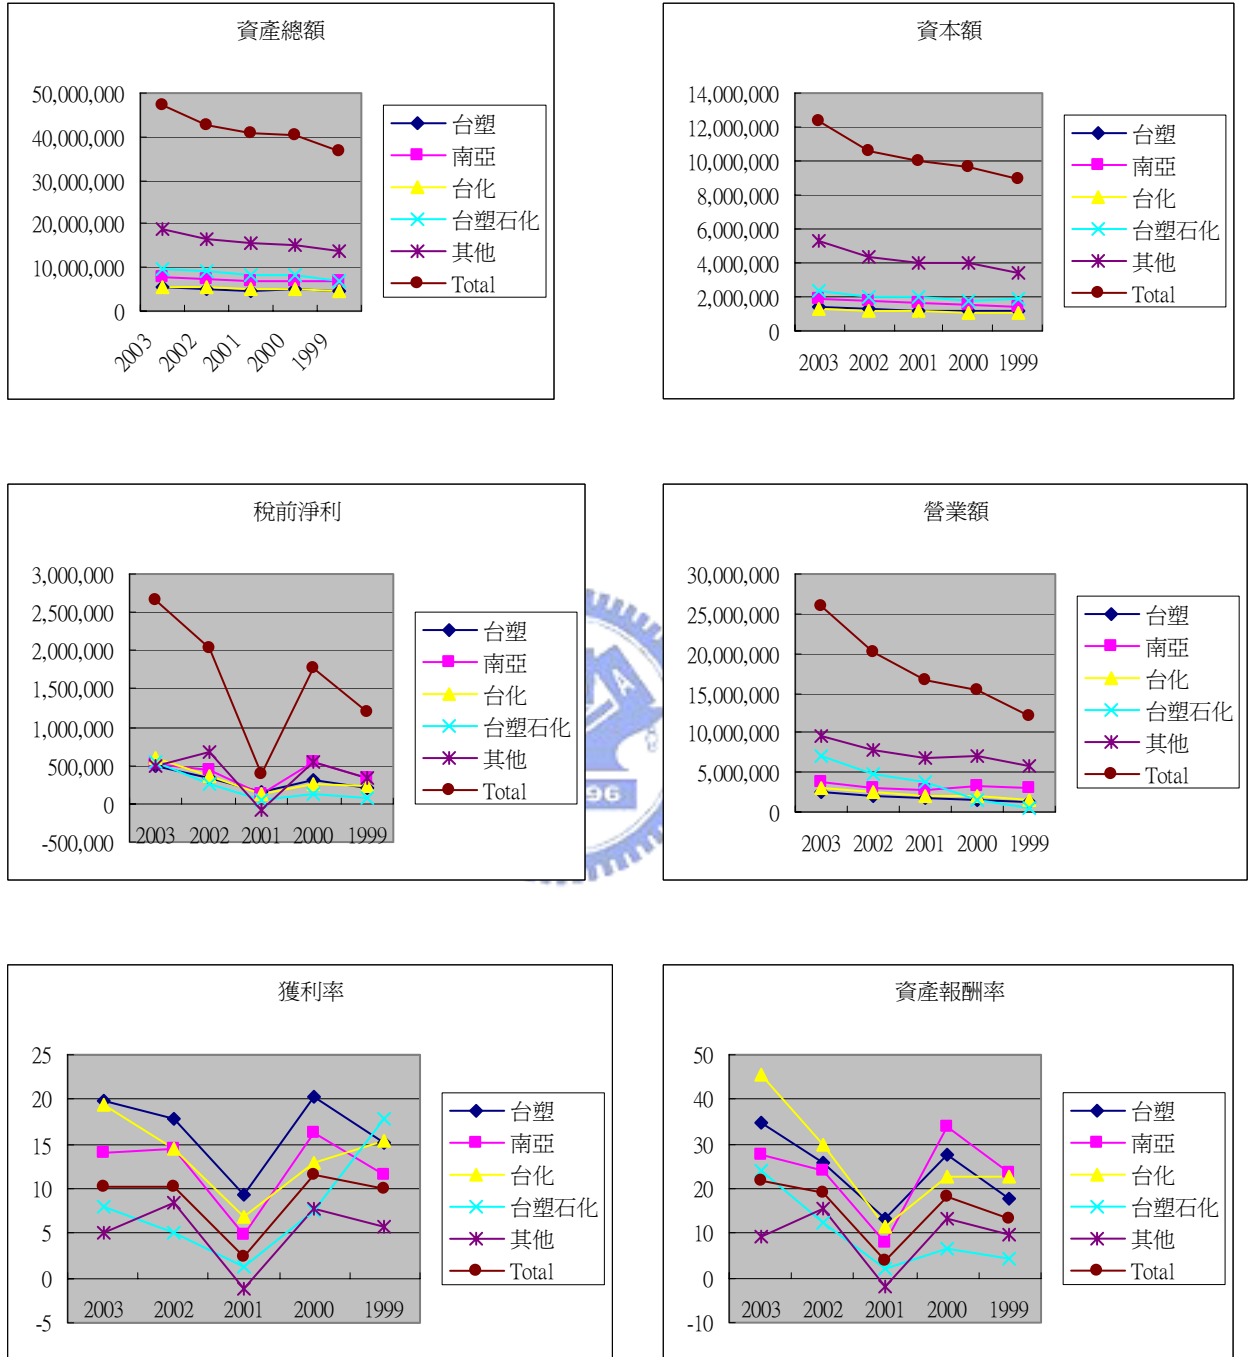 資產總額
50,000,000
40,000,000
30,000,000
20,000,000
10,000,000
0
2003 2002 2001 2000 1999
台塑
南亞
台化
台塑石化
其他
Total
資本額
14,000,000
12,000,000
10,000,000
8,000,000
6,000,000
4,000,000
2,000,000
0
2003 2002 2001 2000 1999
台塑
南亞
台化
台塑石化
其他
Total
稅前淨利
3,000,000
2,500,000
2,000,000
1,500,000
1,000,000
500,000
0
-500,000
2003 2002 2001 2000 1999
台塑
南亞
台化
台塑石化
其他
Total
96
營業額
30,000,000
25,000,000
20,000,000
15,000,000
10,000,000
5,000,000
0
2003 2002 2001 2000 1999
台塑
南亞
台化
台塑石化
其他
Total
獲利率
25
20
15
10
5
0
-5
2003 2002 2001 2000 1999
台塑
南亞
台化
台塑石化
其他
Total
資產報酬率
50
40
30
20
10
0
-10
2003 2002 2001 2000 1999
台塑
南亞
台化
台塑石化
其他
Total